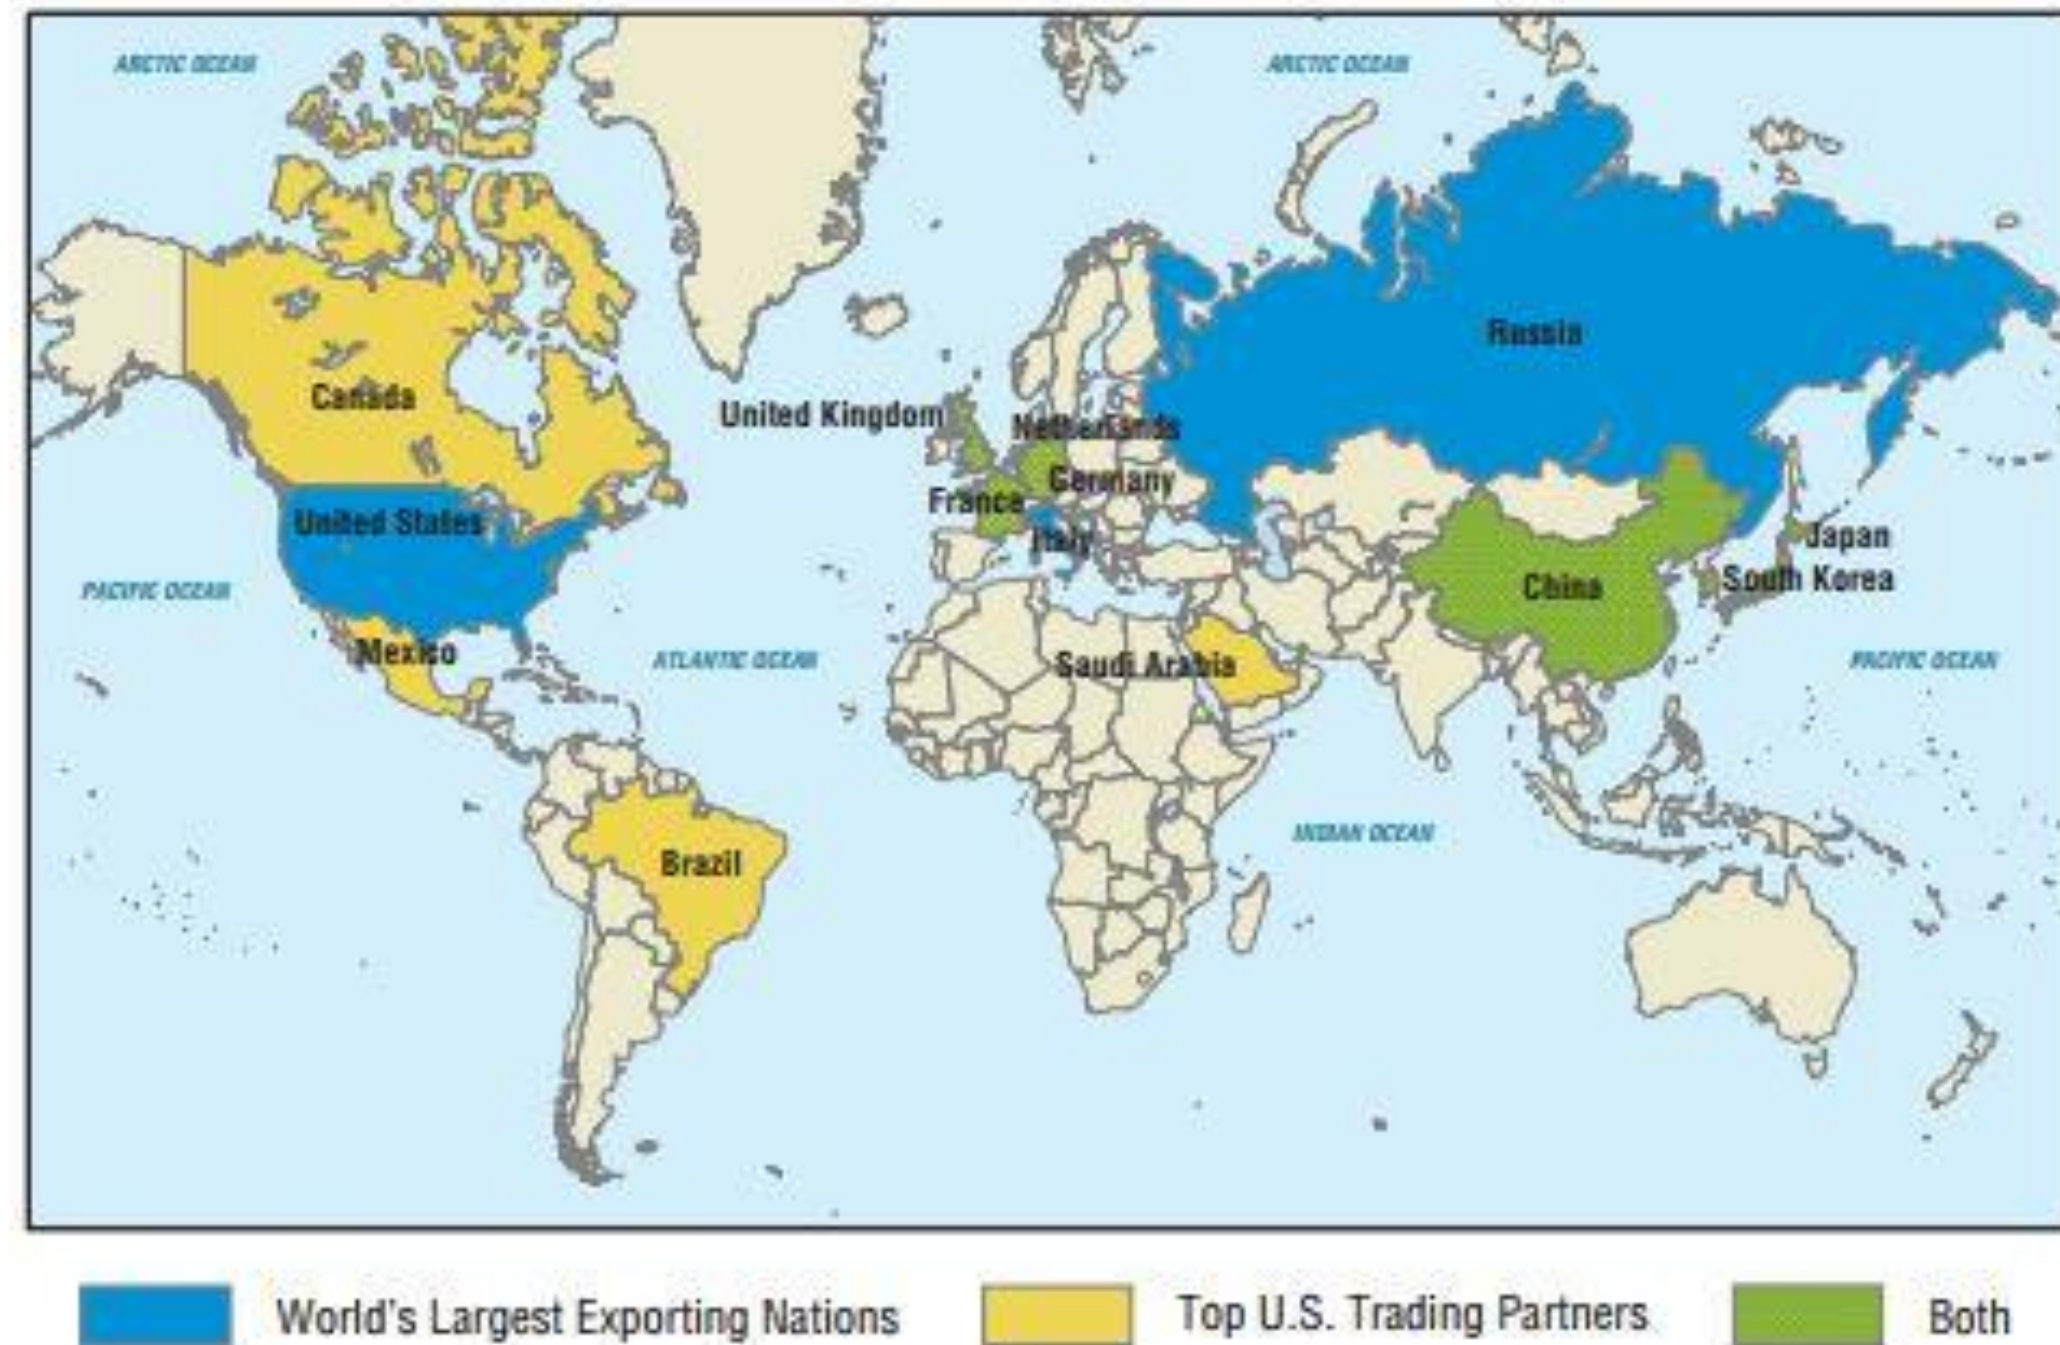 ARCTIC OCEAN
ARCTIC OCEAN
Russia
Canada
United Kingdom
Netherlands
Germany
France
United States
Italy
Japan
China
South Korea
PACIFIC OCEAN
Mexico
ATLANTIC OCEAN
Saudi Arabia
PACIFIC OCEAN
INDIAN OCEAN
Brazil
World's Largest Exporting Nations
Top U.S. Trading Partners
Both